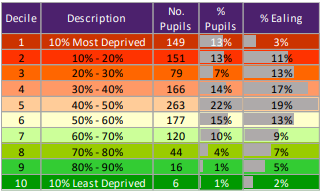 Decile Description No. Pupils % Pupils % Ealing
1 10% Most Deprived 149 13% 3%
2 10% - 20% 151 13% 11%
3 20% - 30% 79 7% 13%
4 30% - 40% 166 14% 17%
5 40% - 50% 263 22% 19%
6 50% - 60% 177 15% 13%
7 60% - 70% 120 10% 9%
8 70% - 80% 44 4% 7%
9 80% - 90% 16 1% 5%
10 10% Least Deprived 6 1% 2%